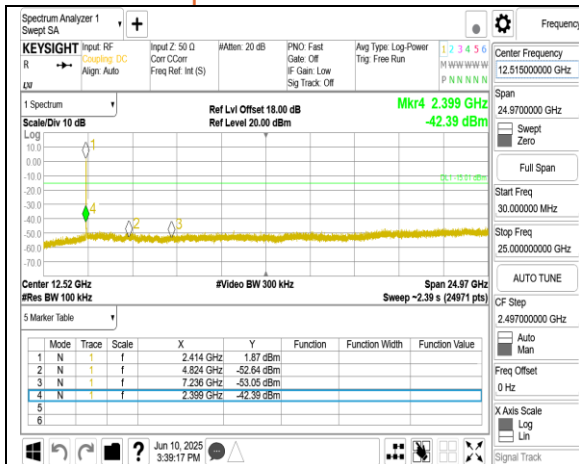 Spectrum Analyzer 1
Swept SA
Frequency
KEYSIGHT
R
LXI
Input: RF
Coupling: DC
Align: Auto
Input Z: 50 Ω
Corr CCorr
Freq Ref: Int (S)
#Atten: 20 dB
PNO: Fast
Gate: Off
IF Gain: Low
Sig Track: Off
Avg Type: Log-Power
Trig: Free Run
1 2 3 4 5 6
M W W W W W
P N N N N N
Center Frequency
12.515000000 GHz
Span
24.9700000 GHz
Swept
Zero
Full Span
Start Freq
30.000000 MHz
Stop Freq
25.000000000 GHz
AUTO TUNE
CF Step
2.497000000 GHz
Auto
Man
Freq Offset
0 Hz
X Axis Scale
Log
Lin
Signal Track
1 Spectrum
Scale/Div 10 dB
Ref Lvl Offset 18.00 dB
Ref Level 20.00 dBm
Mkr4 2.399 GHz
-42.39 dBm
Log
10.0
0.00
-10.0
-20.0
-30.0
-40.0
-50.0
-60.0
-70.0
1
4
2
3
Center 12.52 GHz
#Res BW 100 kHz
#Video BW 300 kHz
Span 24.97 GHz
Sweep ~2.39 s (24971 pts)
5 Marker Table
Mode Trace Scale X Y Function Function Width Function Value
1 N 1 f 2.414 GHz 1.87 dBm
2 N 1 f 4.824 GHz -52.64 dBm
3 N 1 f 7.236 GHz -53.05 dBm
4 N 1 f 2.399 GHz -42.39 dBm
5
6
Jun 10, 2025
3:39:17 PM